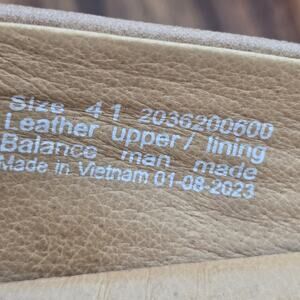 Size 41 2036200600
Leather upper / lining
Balance man made
Made in Vietnam 01-08-2023